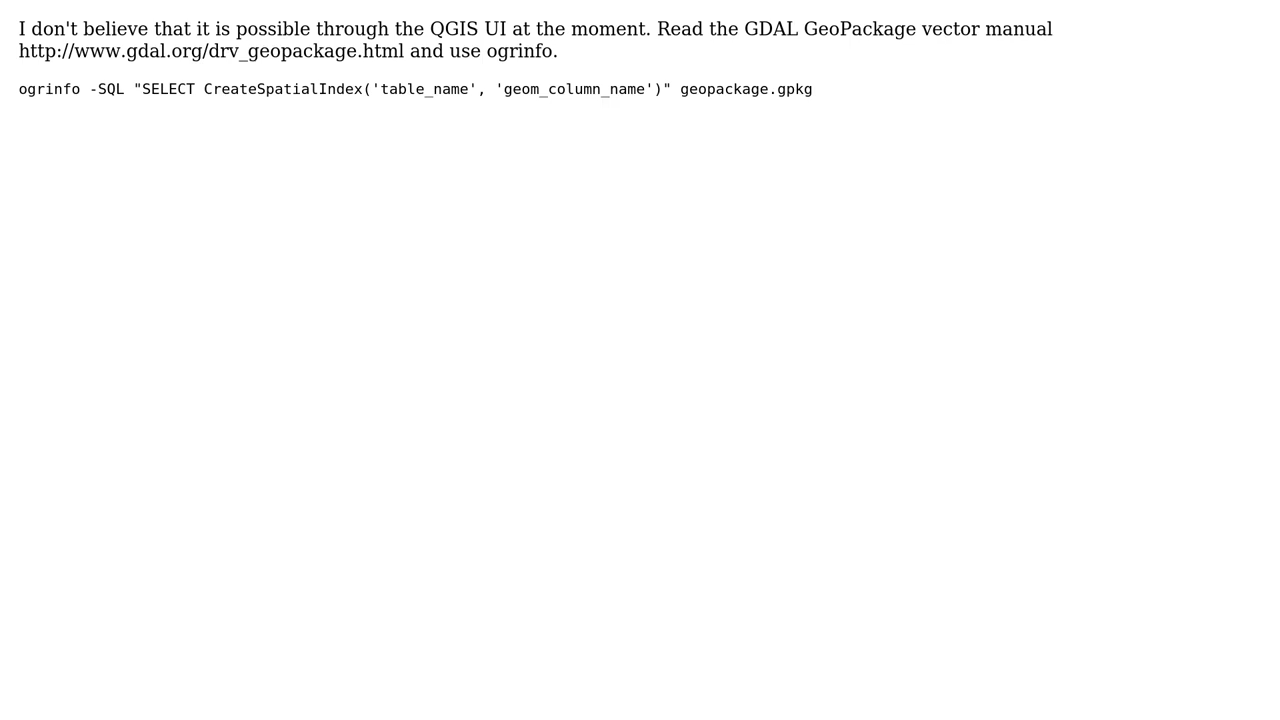 I don't believe that it is possible through the QGIS UI at the moment. Read the GDAL GeoPackage vector manual
http://www.gdal.org/drv_geopackage.html and use ogrinfo.
ogrinfo -SQL "SELECT CreateSpatialIndex('table_name', 'geom_column_name')" geopackage.gpkg